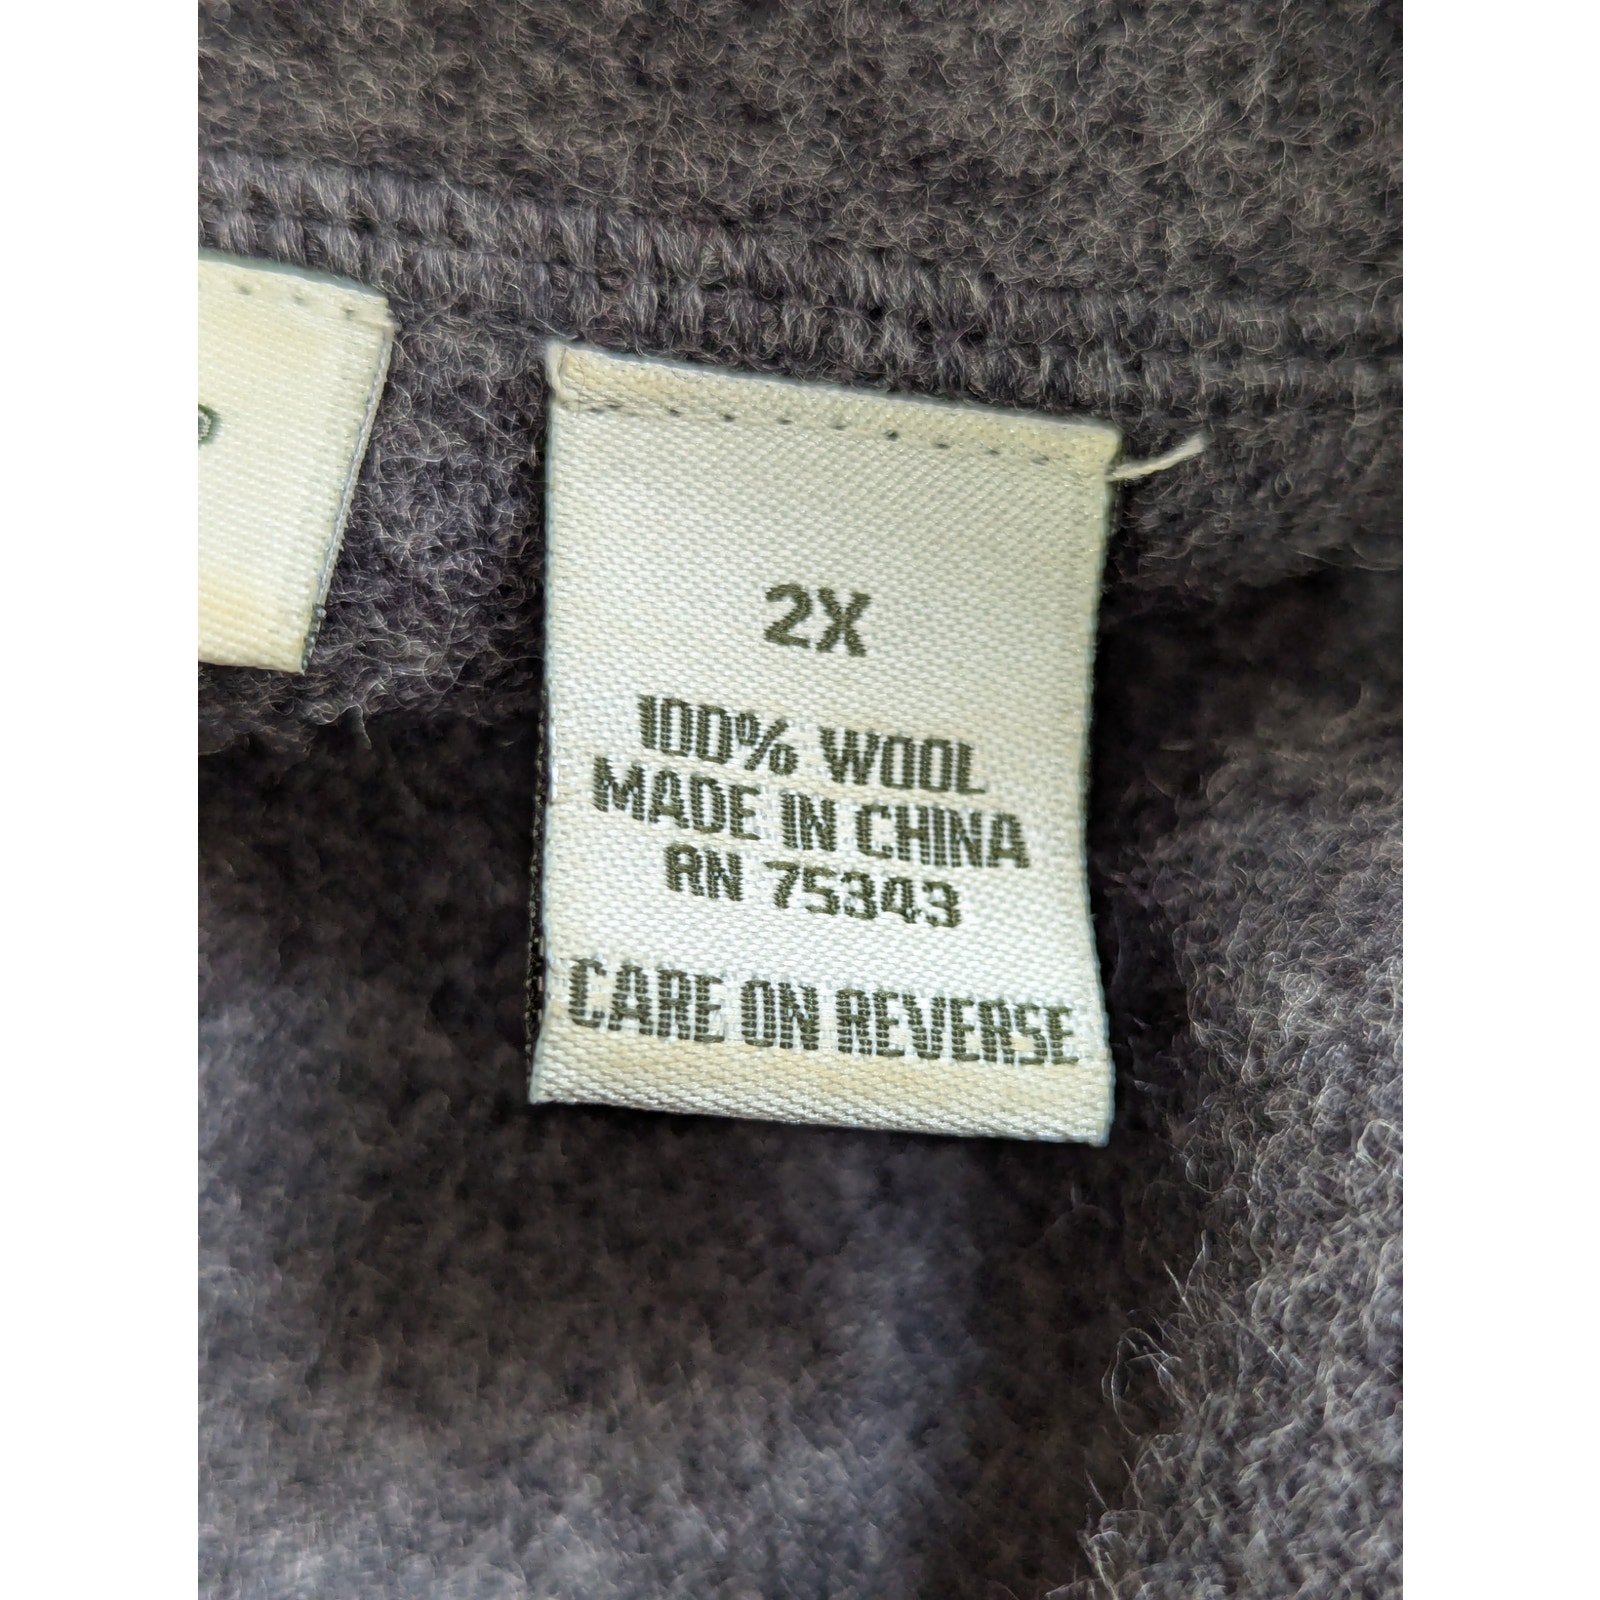 2X
100% WOOL
MADE IN CHINA
RN 75343
CARE ON REVERSE